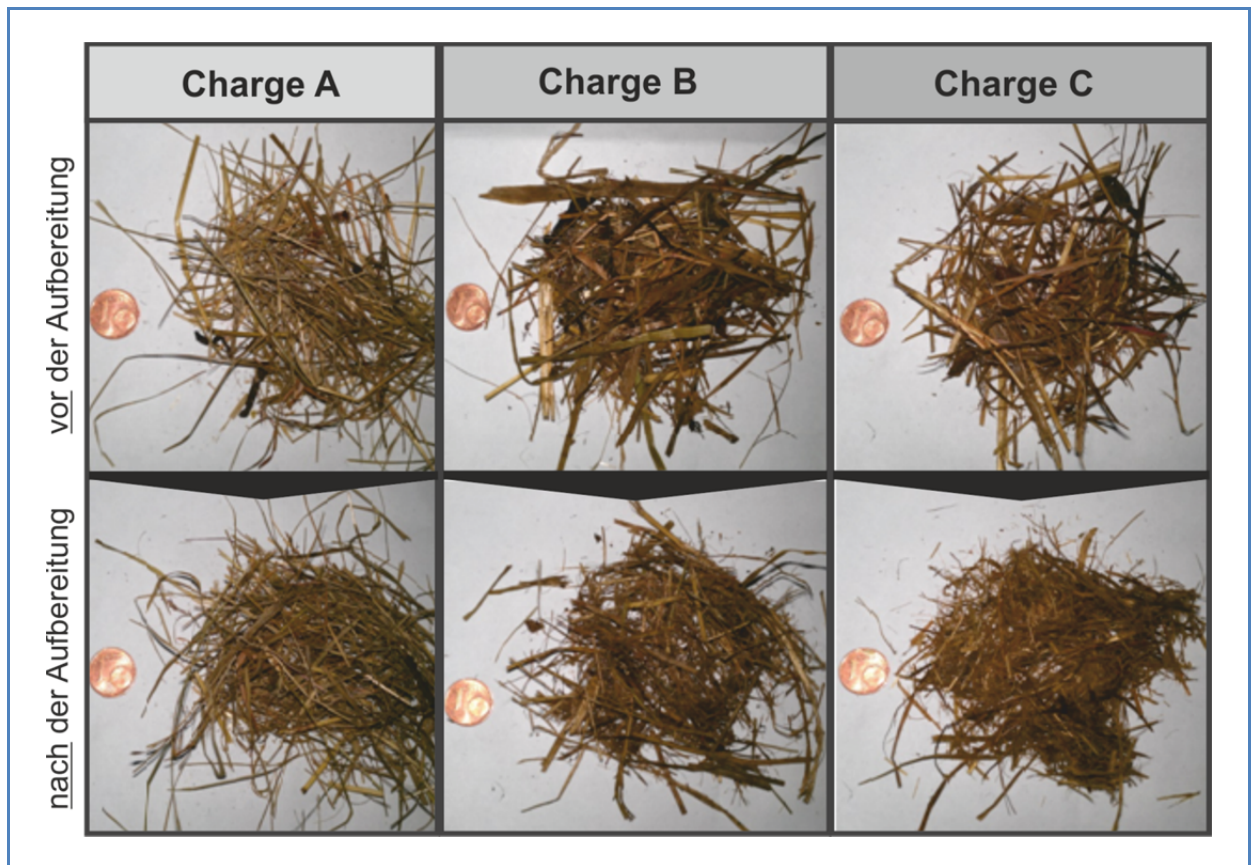 Charge A
Charge B
Charge C
vor der Aufbereitung
nach der Aufbereitung